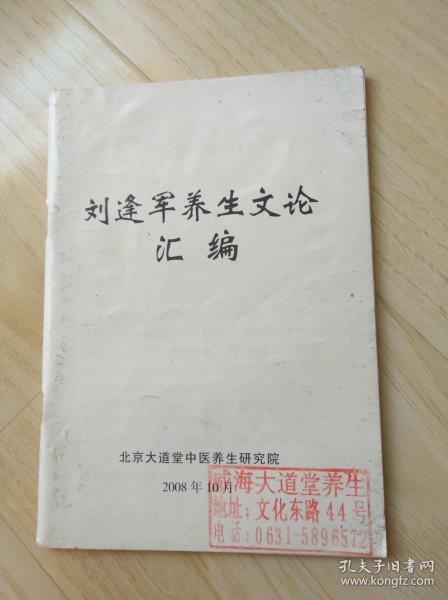 刘逢军养生文论
汇编
北京大道堂中医养生研究院
2008年10月
威海大道堂养生
地址:文化东路44号
电话:0631-5896572
孔夫子旧书网
www.kongfz.com